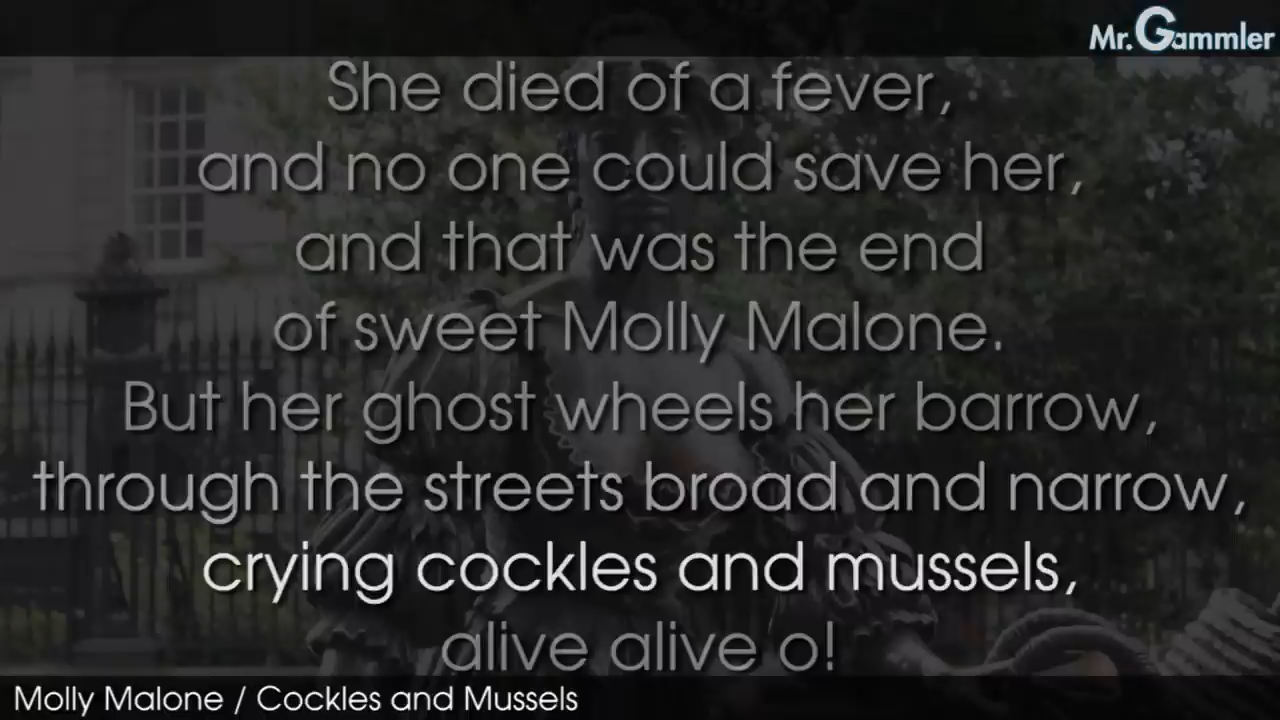 Mr.Gammler
She died of a fever,
and no one could save her,
and that was the end
of sweet Molly Malone.
But her ghost wheels her barrow,
through the streets broad and narrow,
crying cockles and mussels,
alive alive o!
Molly Malone / Cockles and Mussels